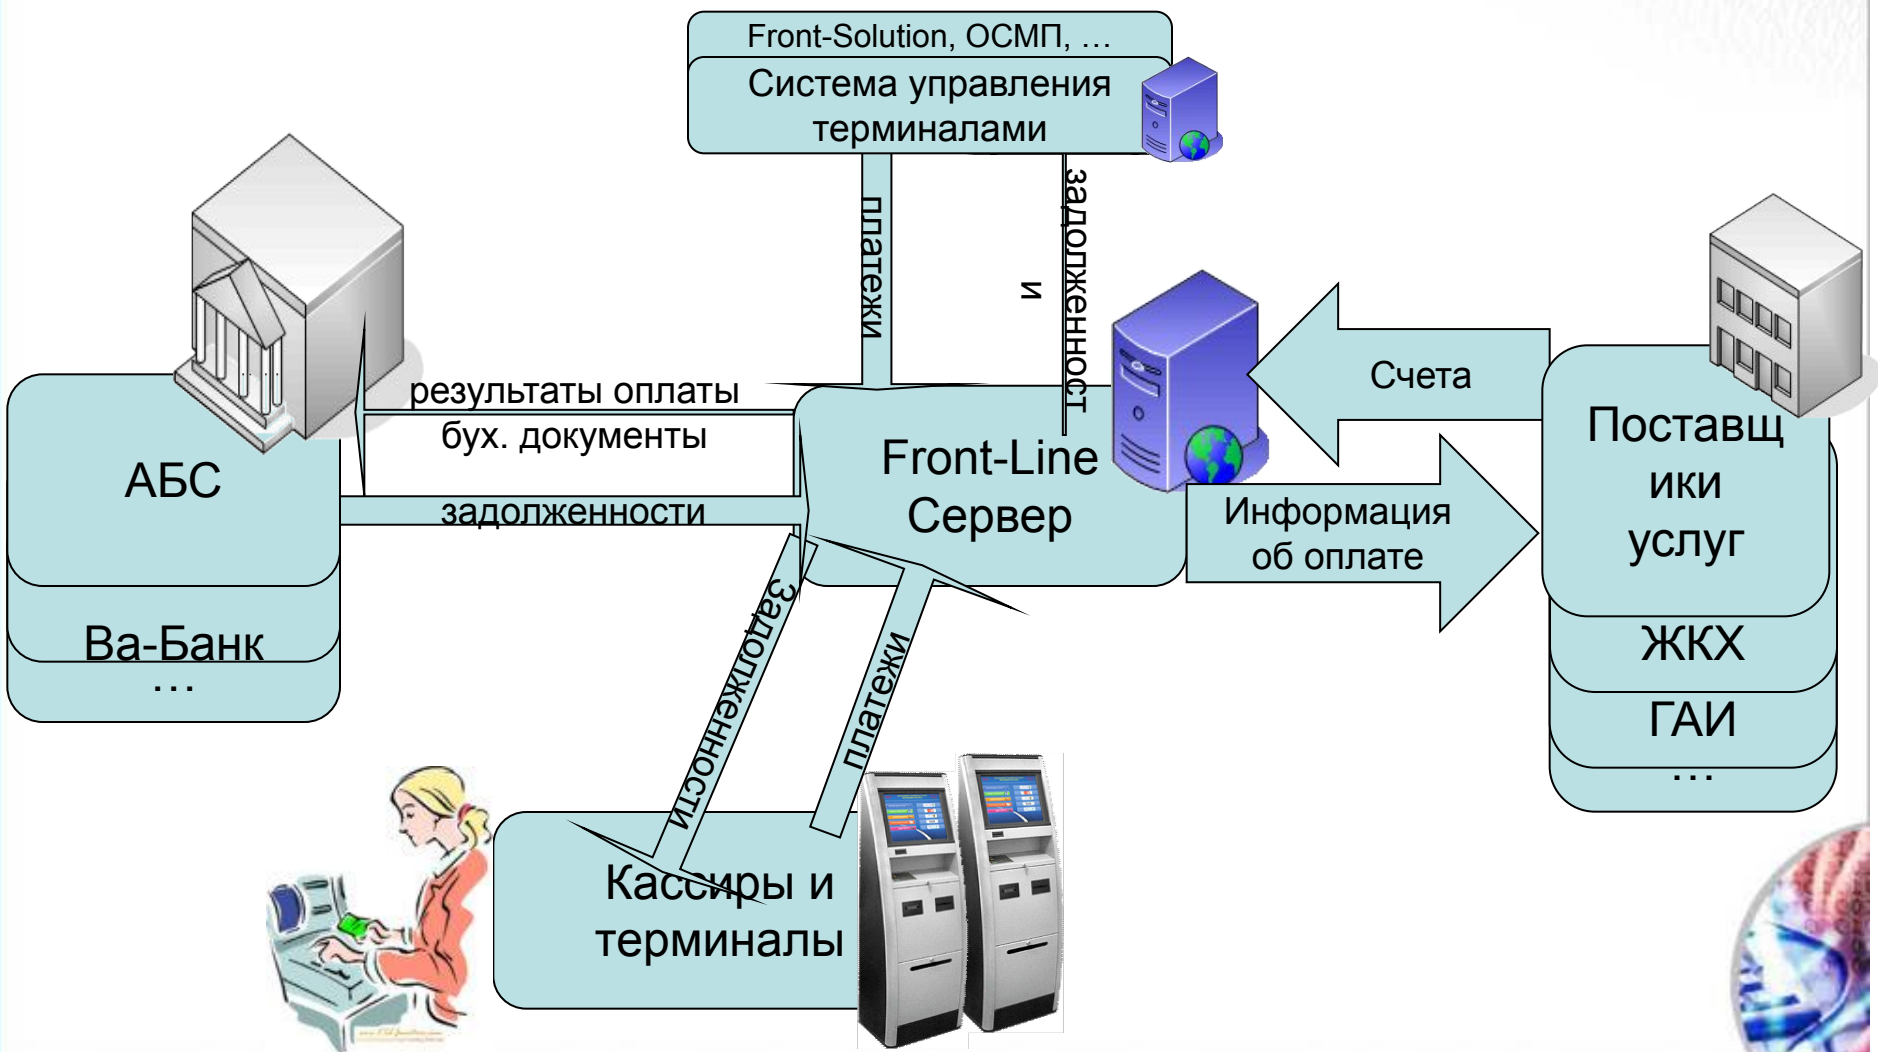 Front-Solution, ОСМП, …
Система управления
терминалами
платежи
задолженност
и
результаты оплаты
бух. документы
задолженности
АБС
Ва-Банк
…
Front-Line
Сервер
Счета
Информация
об оплате
Поставщ
ики
услуг
ЖКХ
ГАИ
…
Задолженности
платежи
Кассиры и
терминалы